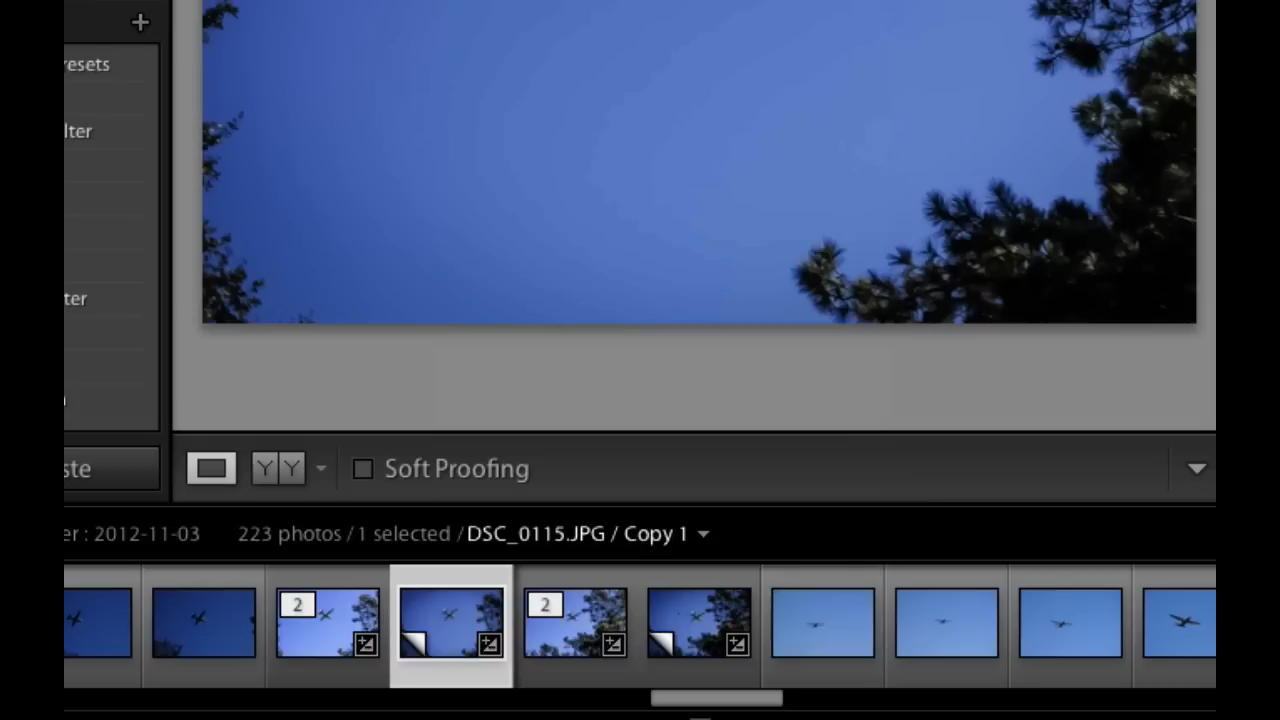 +
resets
lter
ter
ste
YY
Soft Proofing
er : 2012-11-03 223 photos / 1 selected / DSC_0115.JPG / Copy 1
2
2